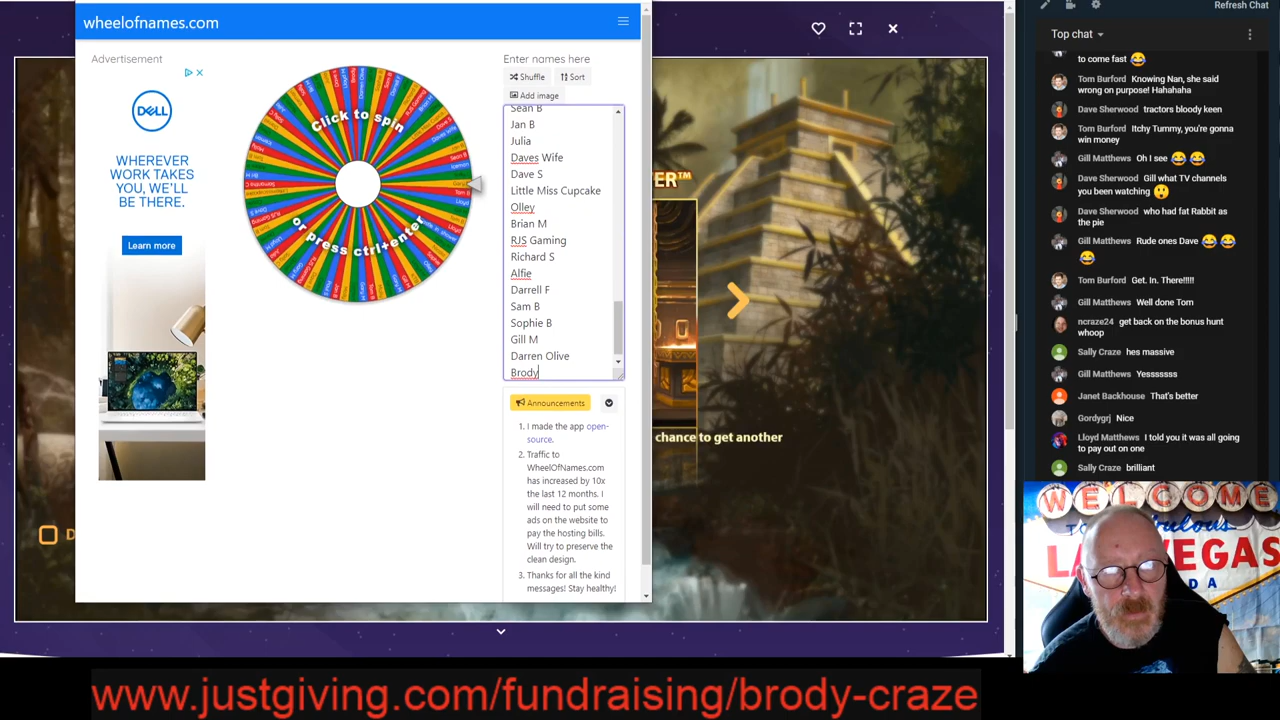 wheelofnames.com
Advertisement
DELL
WHEREVER
WORK TAKES
YOU, WE'LL
BE THERE.
Learn more
Click to spin
or press ctrl+enter
Enter names here
Shuffle
Sort
Add image
Sean B
Jan B
Julia
Daves Wife
Dave S
Little Miss Cupcake
Olley
Brian M
RJS Gaming
Richard S
Alfie
Darrell F
Sam B
Sophie B
Gill M
Darren Olive
Brody
Announcements
1. I made the app open-
source.
2. Traffic to
WheelOfNames.com
has increased by 10x
the last 12 months. I
will need to put some
ads on the website to
pay the hosting bills.
Will try to preserve the
clean design.
3. Thanks for all the kind
messages! Stay healthy!
chance to get another
D
Refresh Chat
Top chat
to come fast 😂
Tom Burford Knowing Nan, she said
wrong on purpose! Hahahaha
Dave Sherwood tractors bloody keen
Tom Burford Itchy Tummy, you're gonna
win money
Gill Matthews Oh I see 😂 😂
Dave Sherwood Gill what TV channels
you been watching 😲
Dave Sherwood who had fat Rabbit as
the pie
Gill Matthews Rude ones Dave 😂 😂
😂
Tom Burford Get. In. There!!!!!
Gill Matthews Well done Tom
ncraze24 get back on the bonus hunt
whoop
Sally Craze hes massive
Gill Matthews Yesssssss
Janet Backhouse That's better
Gordygrj Nice
Lloyd Matthews I told you it was all going
to pay out on one
Sally Craze brilliant
WELCOME
TO Fabulous
LAS VEGAS
www.justgiving.com/fundraising/brody-craze